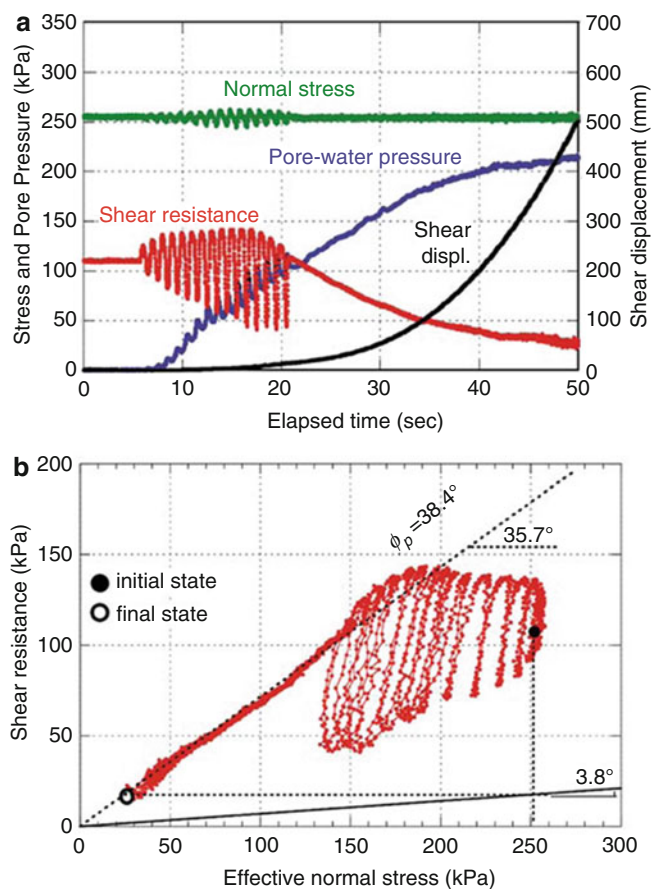 a
350
300
250
200
150
100
50
0
Stress and Pore Pressure (kPa)
700
600
500
400
300
200
100
0
Shear displacement (mm)
Normal stress
Pore-water pressure
Shear resistance
Shear
displ.
0
10
20
30
40
50
Elapsed time (sec)
b
200
150
100
50
0
Shear resistance (kPa)
ϕp=38.4°
35.7°
initial state
final state
3.8°
0
50
100
150
200
250
300
Effective normal stress (kPa)